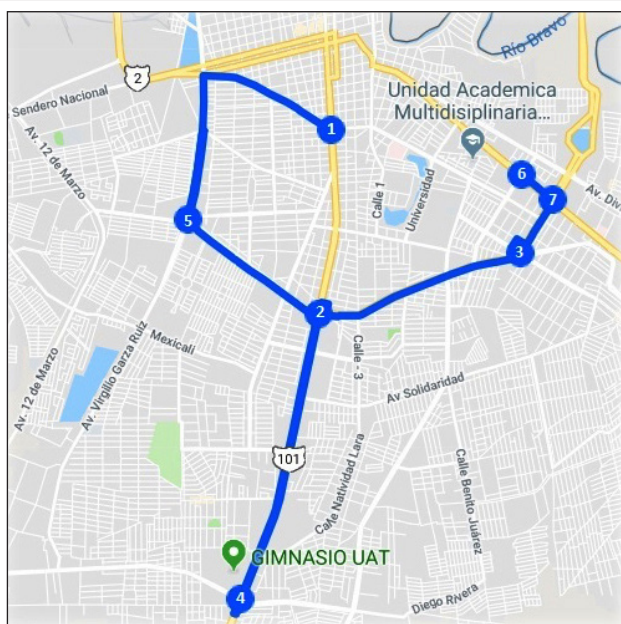 Río Bravo
2
Sendero Nacional
Unidad Academica
Multidisiplinaria...
1
Av. 12 de Marzo
Calle 1
Universidad
6
7
Av. Div
5
3
2
Mexicali
Calle - 3
Av. Virgilio Garza Ruiz
Av. 12 de Marzo
Av Solidaridad
101
Calle Natividad Lara
Calle Benito Juárez
GIMNASIO UAT
4
Diego Rivera